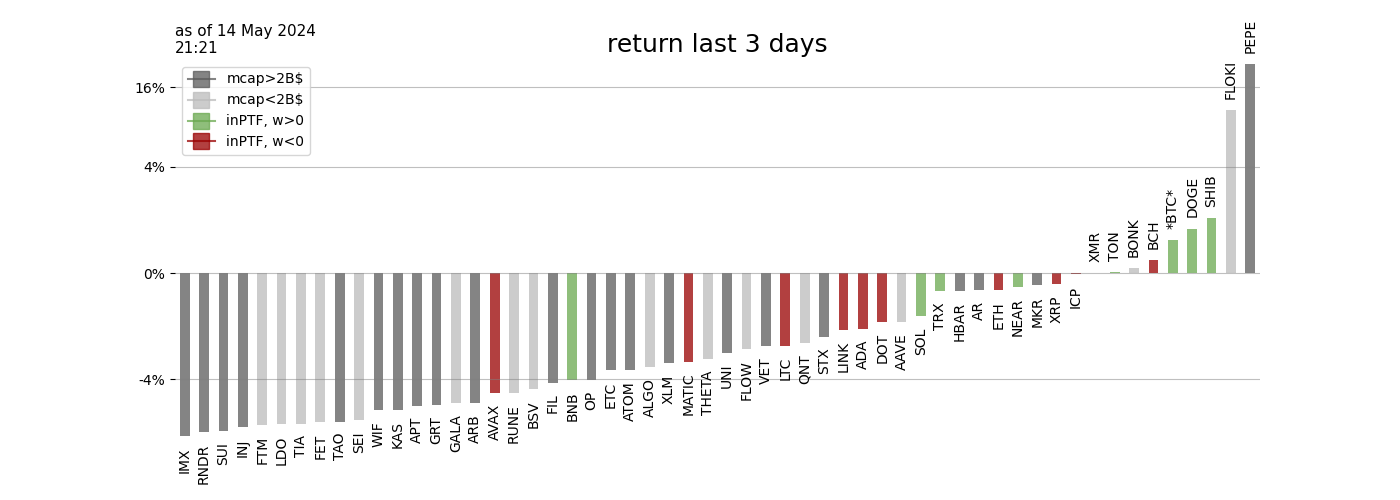 as of 14 May 2024
21:21
return last 3 days
mcap>2B$
mcap<2B$
inPTF, w>0
inPTF, w<0
16%
4%
0%
-4%
IMX
RNDR
SUI
INJ
FTM
LDO
TIA
FET
TAO
SEI
WIF
KAS
APT
GRT
GALA
ARB
AVAX
RUNE
BSV
FIL
BNB
OP
ETC
ATOM
ALGO
XLM
MATIC
THETA
UNI
FLOW
VET
LTC
QNT
STX
LINK
ADA
DOT
AAVE
SOL
TRX
HBAR
AR
ETH
NEAR
MKR
XRP
ICP
XMR
TON
BONK
BCH
*BTC*
DOGE
SHIB
FLOKI
PEPE